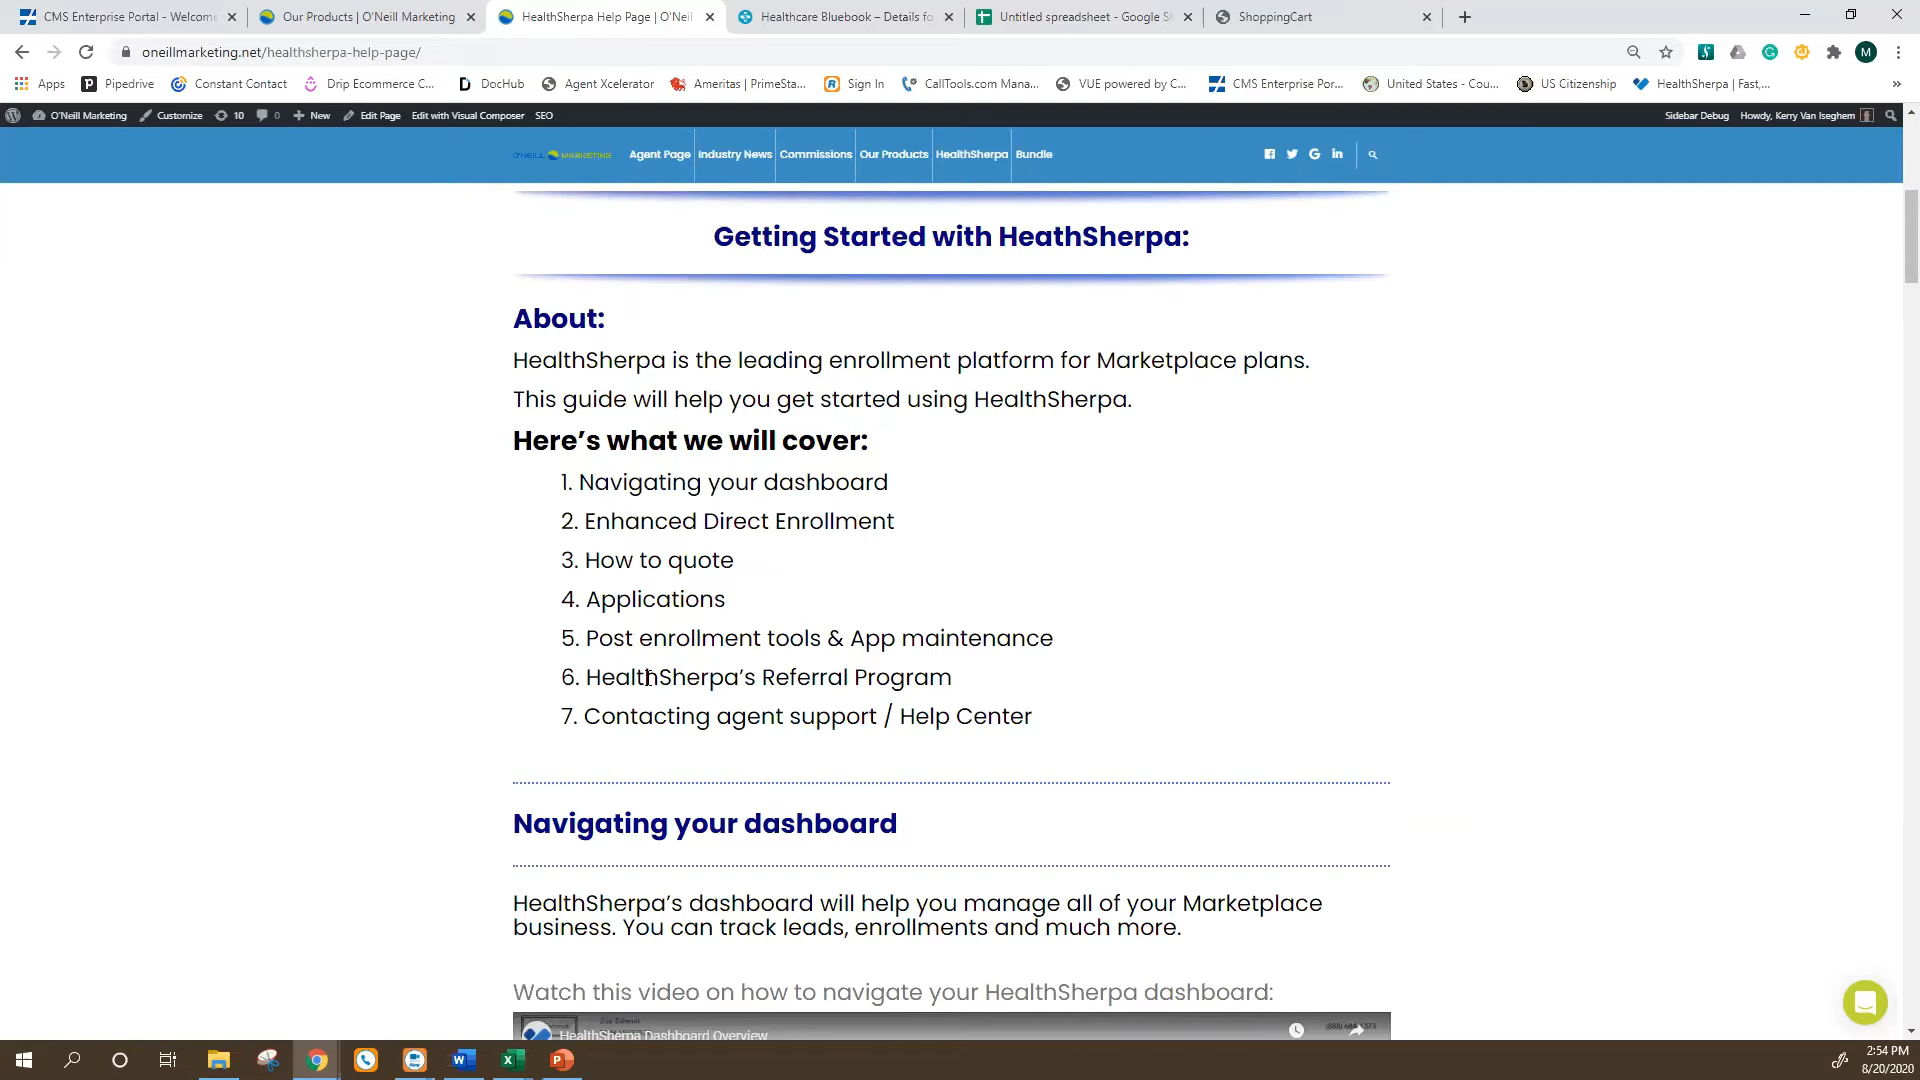 CMS Enterprise Portal - Welcome
Our Products | O'Neill Marketing
HealthSherpa Help Page | O'Neil
Healthcare Bluebook – Details fo
Untitled spreadsheet - Google Sh
ShoppingCart
oneillmarketing.net/healthsherpa-help-page/
M
Apps
Pipedrive
Constant Contact
Drip Ecommerce C...
DocHub
Agent Xcelerator
Ameritas | PrimeSta...
Sign In
CallTools.com Mana...
VUE powered by C...
CMS Enterprise Por...
United States - Cou...
US Citizenship
HealthSherpa | Fast,...
O'Neill Marketing
Customize
10
0
New
Edit Page
Edit with Visual Composer
SEO
Sidebar Debug
Howdy, Kerry Van Iseghem
O'NEILL MARKETING
Agent Page
Industry News
Commissions
Our Products
HealthSherpa
Bundle
Getting Started with HeathSherpa:
About:
HealthSherpa is the leading enrollment platform for Marketplace plans.
This guide will help you get started using HealthSherpa.
Here's what we will cover:
1. Navigating your dashboard
2. Enhanced Direct Enrollment
3. How to quote
4. Applications
5. Post enrollment tools & App maintenance
6. HealthSherpa's Referral Program
7. Contacting agent support / Help Center
Navigating your dashboard
HealthSherpa's dashboard will help you manage all of your Marketplace
business. You can track leads, enrollments and much more.
Watch this video on how to navigate your HealthSherpa dashboard:
HealthSherpa Dashboard Overview
2:54 PM
8/20/2020